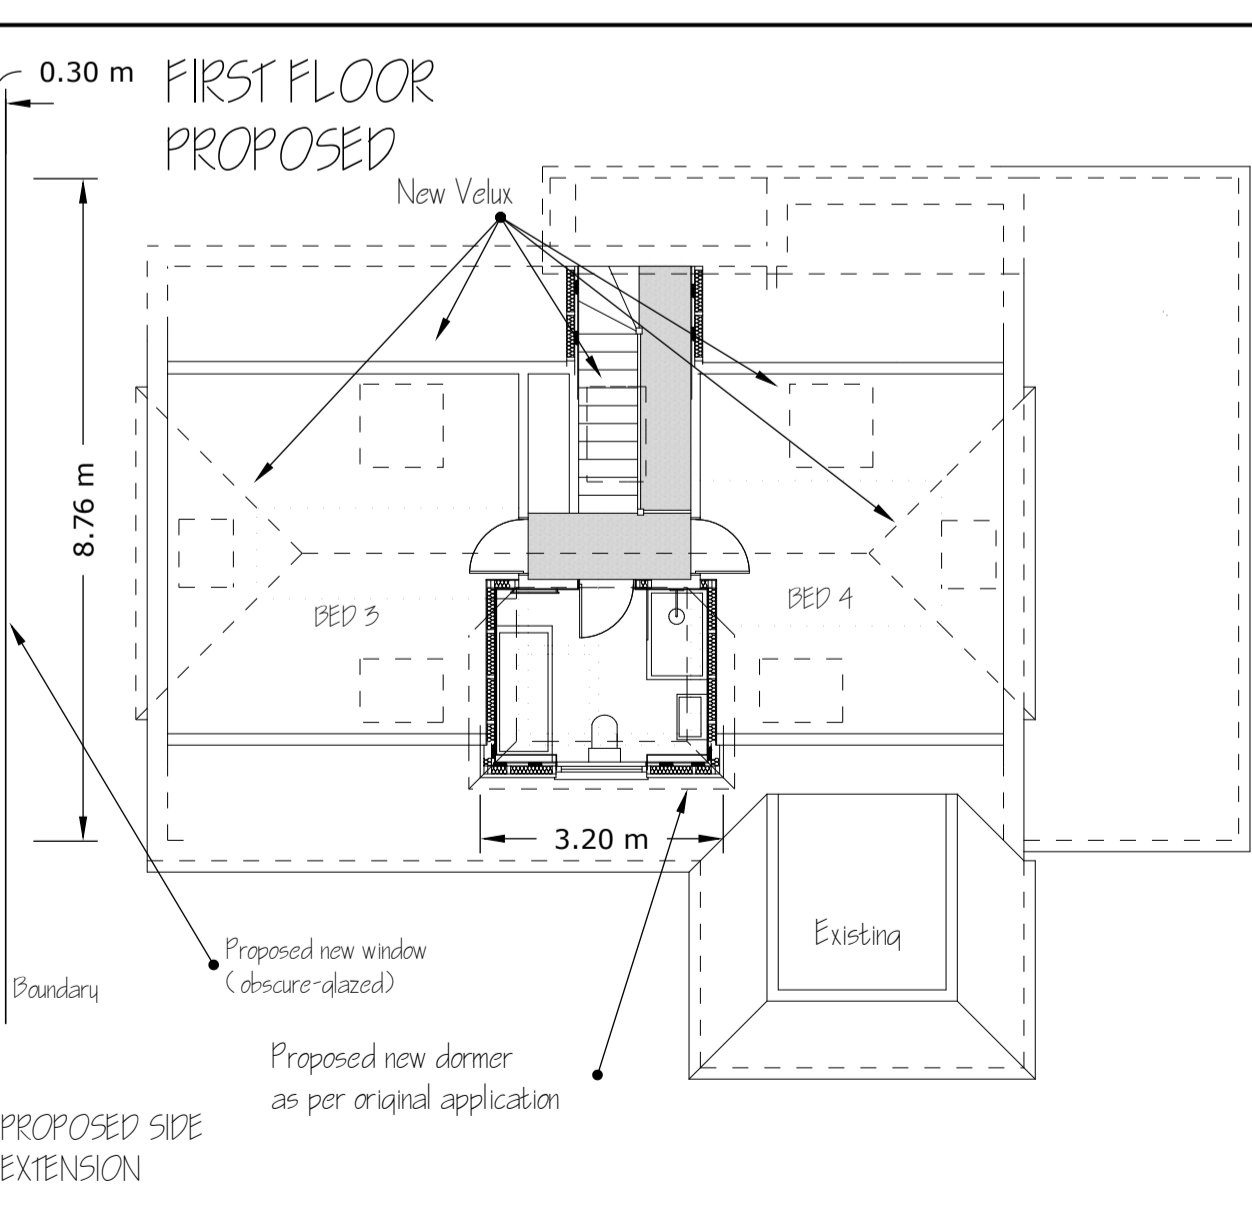 0.30 m
FIRST FLOOR
PROPOSED
New Velux
8.76 m
BED 3
BED 4
3.20 m
Existing
Proposed new window
(obscure-glazed)
Boundary
Proposed new dormer
as per original application
PROPOSED SIDE
EXTENSION